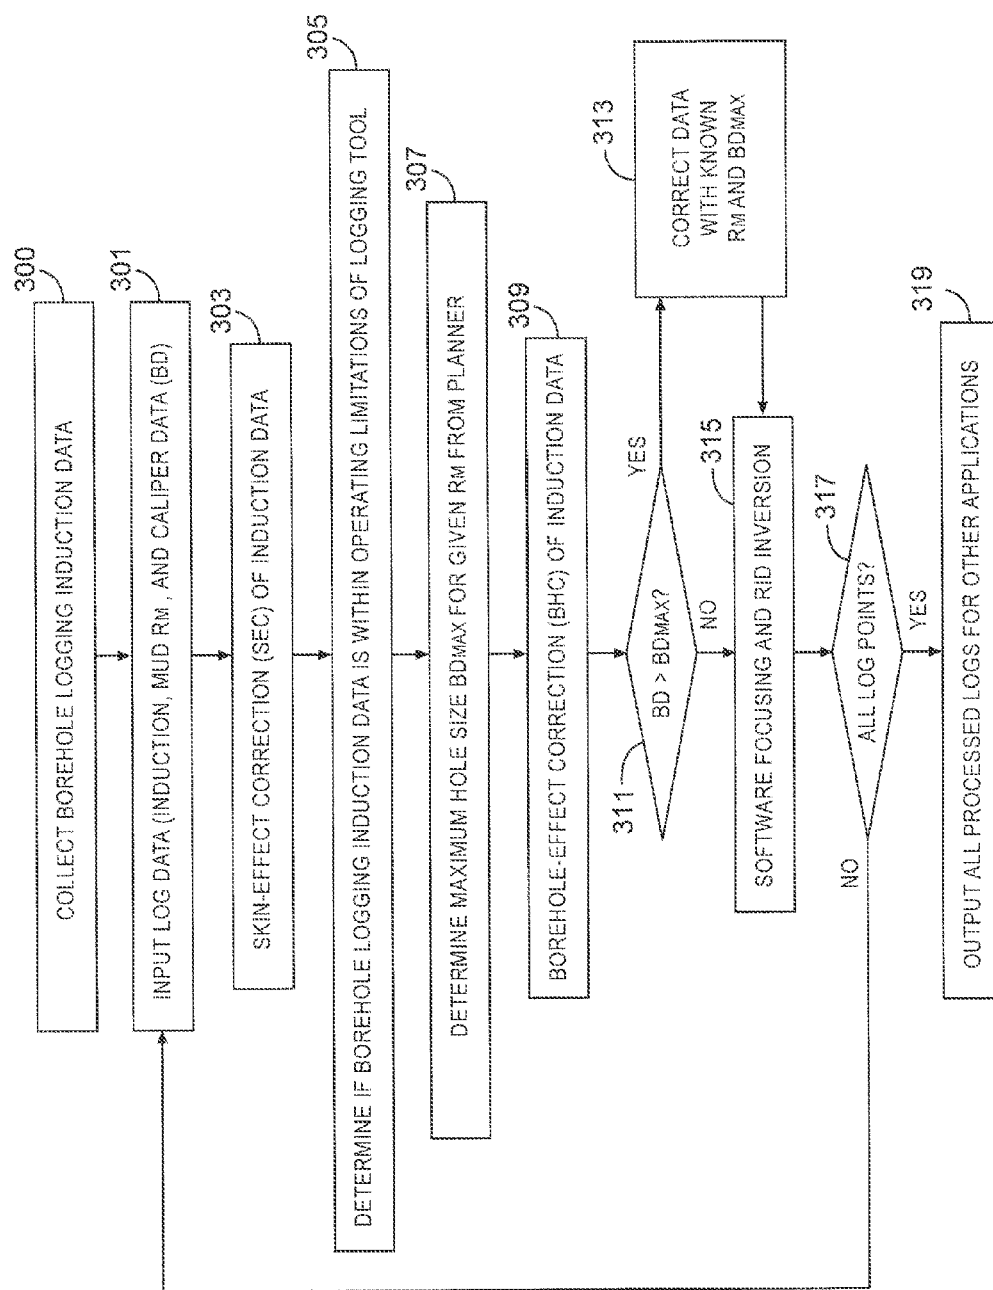 300
COLLECT BOREHOLE LOGGING INDUCTION DATA
301
INPUT LOG DATA (INDUCTION, MUD RM , AND CALIPER DATA (BD)
303
SKIN-EFFECT CORRECTION (SEC) OF INDUCTION DATA
305
DETERMINE IF BOREHOLE LOGGING INDUCTION DATA IS WITHIN OPERATING LIMITATIONS OF LOGGING TOOL
307
DETERMINE MAXIMUM HOLE SIZE BDMAX FOR GIVEN RM FROM PLANNER
309
BOREHOLE-EFFECT CORRECTION (BHC) OF INDUCTION DATA
311
BD > BDMAX?
YES
NO
313
CORRECT DATA
WITH KNOWN
RM AND BDMAX
315
SOFTWARE FOCUSING AND RID INVERSION
317
ALL LOG POINTS?
NO
YES
319
OUTPUT ALL PROCESSED LOGS FOR OTHER APPLICATIONS